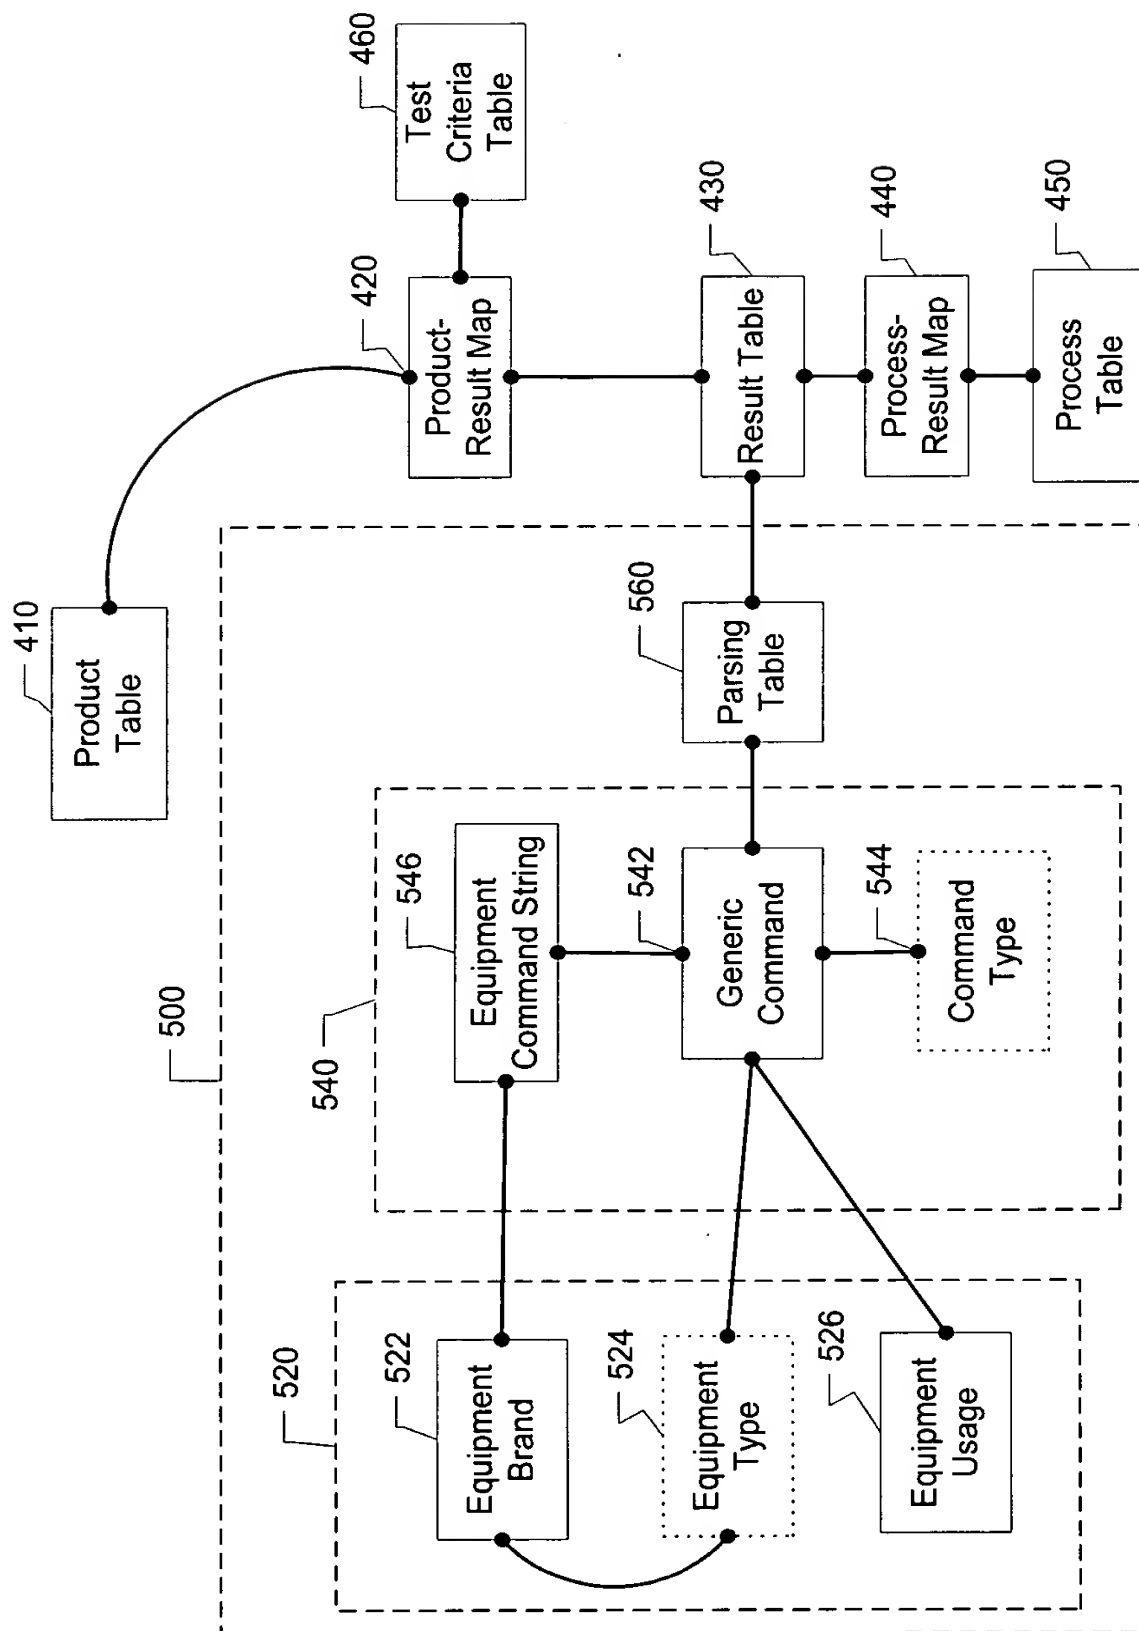 410
Product
Table
420
Product-
Result Map
460
Test
Criteria
Table
500
520
522
Equipment
Brand
524
Equipment
Type
526
Equipment
Usage
540
546
Equipment
Command String
542
Generic
Command
544
Command
Type
560
Parsing
Table
430
Result Table
440
Process-
Result Map
450
Process
Table